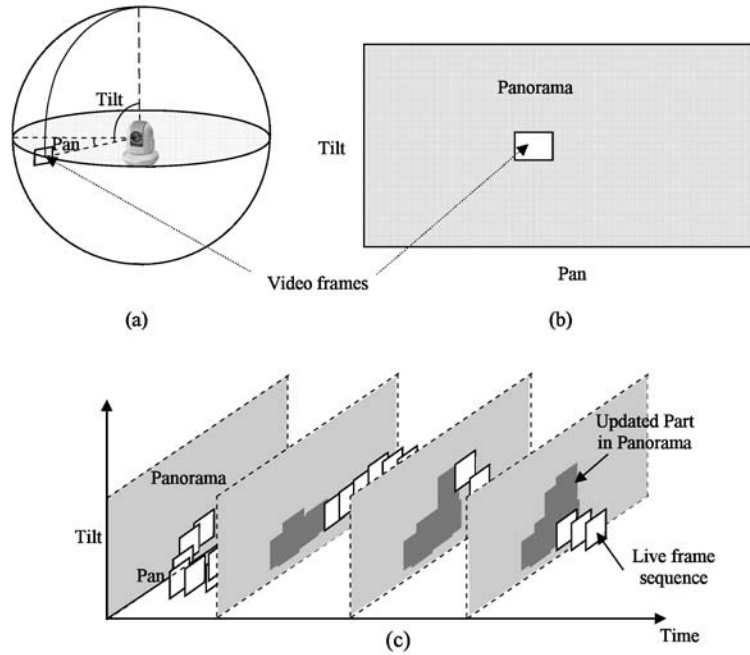 Tilt
Pan
Panorama
Tilt
Video frames
Pan
(a)
(b)
Updated Part
in Panorama
Panorama
Tilt
Pan
Live frame
sequence
Time
(c)